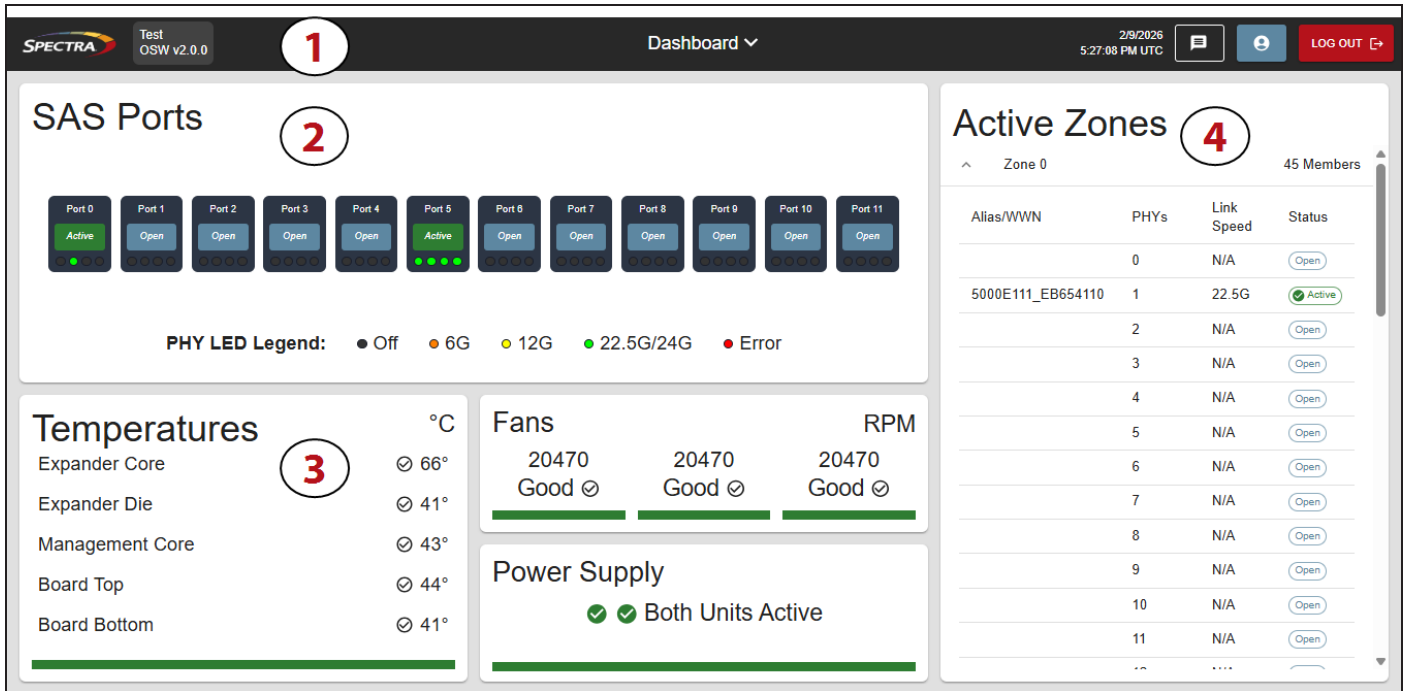 SPECTRA
Test
OSW v2.0.0
1
Dashboard
2/9/2026
5:27:08 PM UTC
LOG OUT
SAS Ports
2
Port 0 Port 1 Port 2 Port 3 Port 4 Port 5 Port 6 Port 7 Port 8 Port 9 Port 10 Port 11
Active Open Open Open Open Active Open Open Open Open Open Open
PHY LED Legend: Off 6G 12G 22.5G/24G Error
Temperatures °C
3
Expander Core 66°
Expander Die 41°
Management Core 43°
Board Top 44°
Board Bottom 41°
Fans RPM
20470 20470 20470
Good Good Good
Power Supply
Both Units Active
Active Zones
4
Zone 0 45 Members
Alias/WWN PHYs Link Speed Status
0 N/A Open
5000E111_EB654110 1 22.5G Active
2 N/A Open
3 N/A Open
4 N/A Open
5 N/A Open
6 N/A Open
7 N/A Open
8 N/A Open
9 N/A Open
10 N/A Open
11 N/A Open